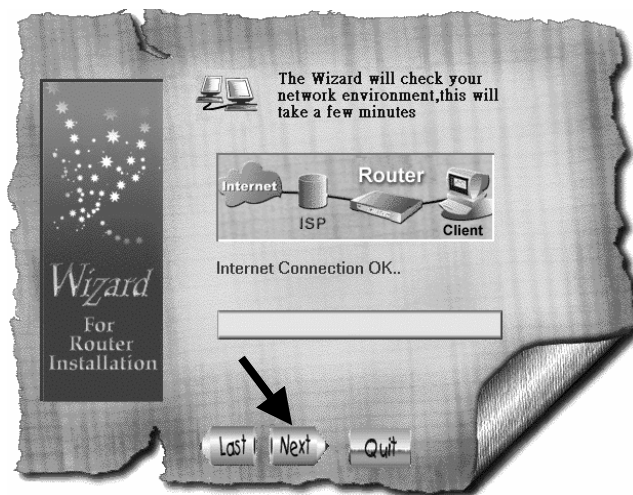 The Wizard will check your
network environment,this will
take a few minutes
Internet
ISP
Router
Client
Internet Connection OK..
Wizard
For
Router
Installation
Last
Next
Quit